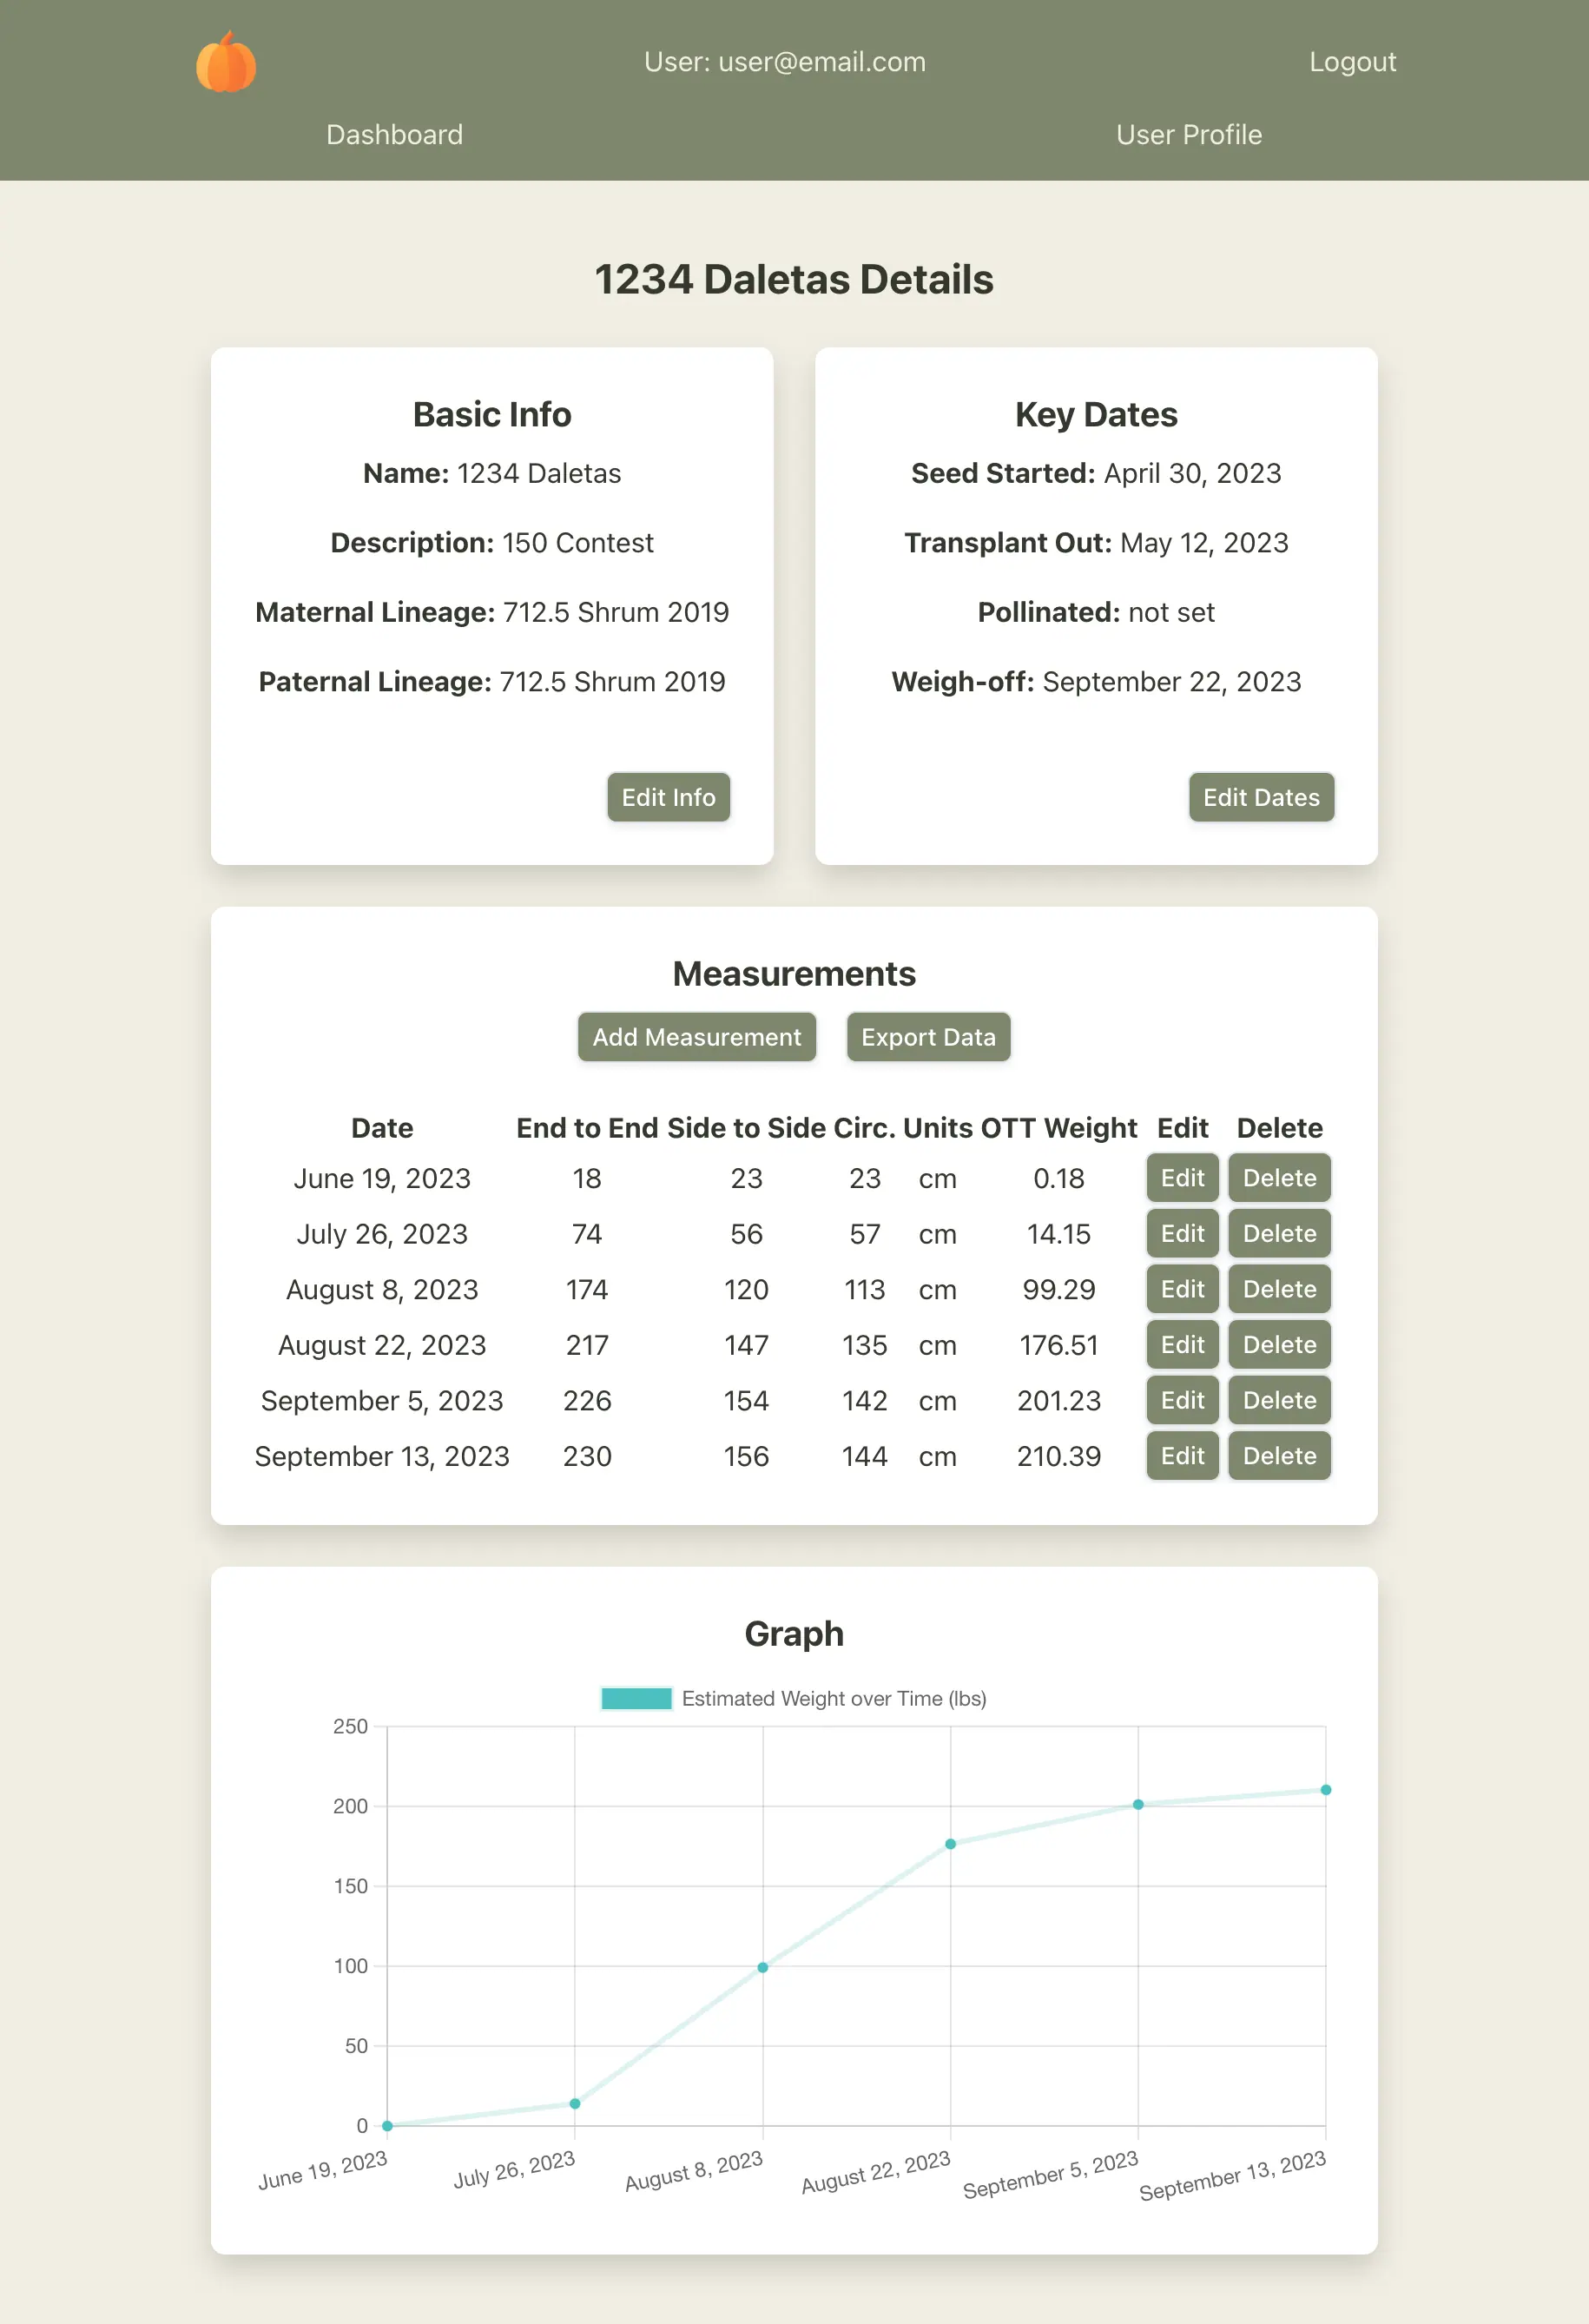 User: user@email.com
Logout
Dashboard
User Profile
1234 Daletas Details
Basic Info
Name: 1234 Daletas
Description: 150 Contest
Maternal Lineage: 712.5 Shrum 2019
Paternal Lineage: 712.5 Shrum 2019
Edit Info
Key Dates
Seed Started: April 30, 2023
Transplant Out: May 12, 2023
Pollinated: not set
Weigh-off: September 22, 2023
Edit Dates
Measurements
Add Measurement Export Data
Date End to End Side to Side Circ. Units OTT Weight Edit Delete
June 19, 2023 18 23 23 cm 0.18 Edit Delete
July 26, 2023 74 56 57 cm 14.15 Edit Delete
August 8, 2023 174 120 113 cm 99.29 Edit Delete
August 22, 2023 217 147 135 cm 176.51 Edit Delete
September 5, 2023 226 154 142 cm 201.23 Edit Delete
September 13, 2023 230 156 144 cm 210.39 Edit Delete
Graph
Estimated Weight over Time (lbs)
250
200
150
100
50
0
June 19, 2023
July 26, 2023
August 8, 2023
August 22, 2023
September 5, 2023
September 13, 2023